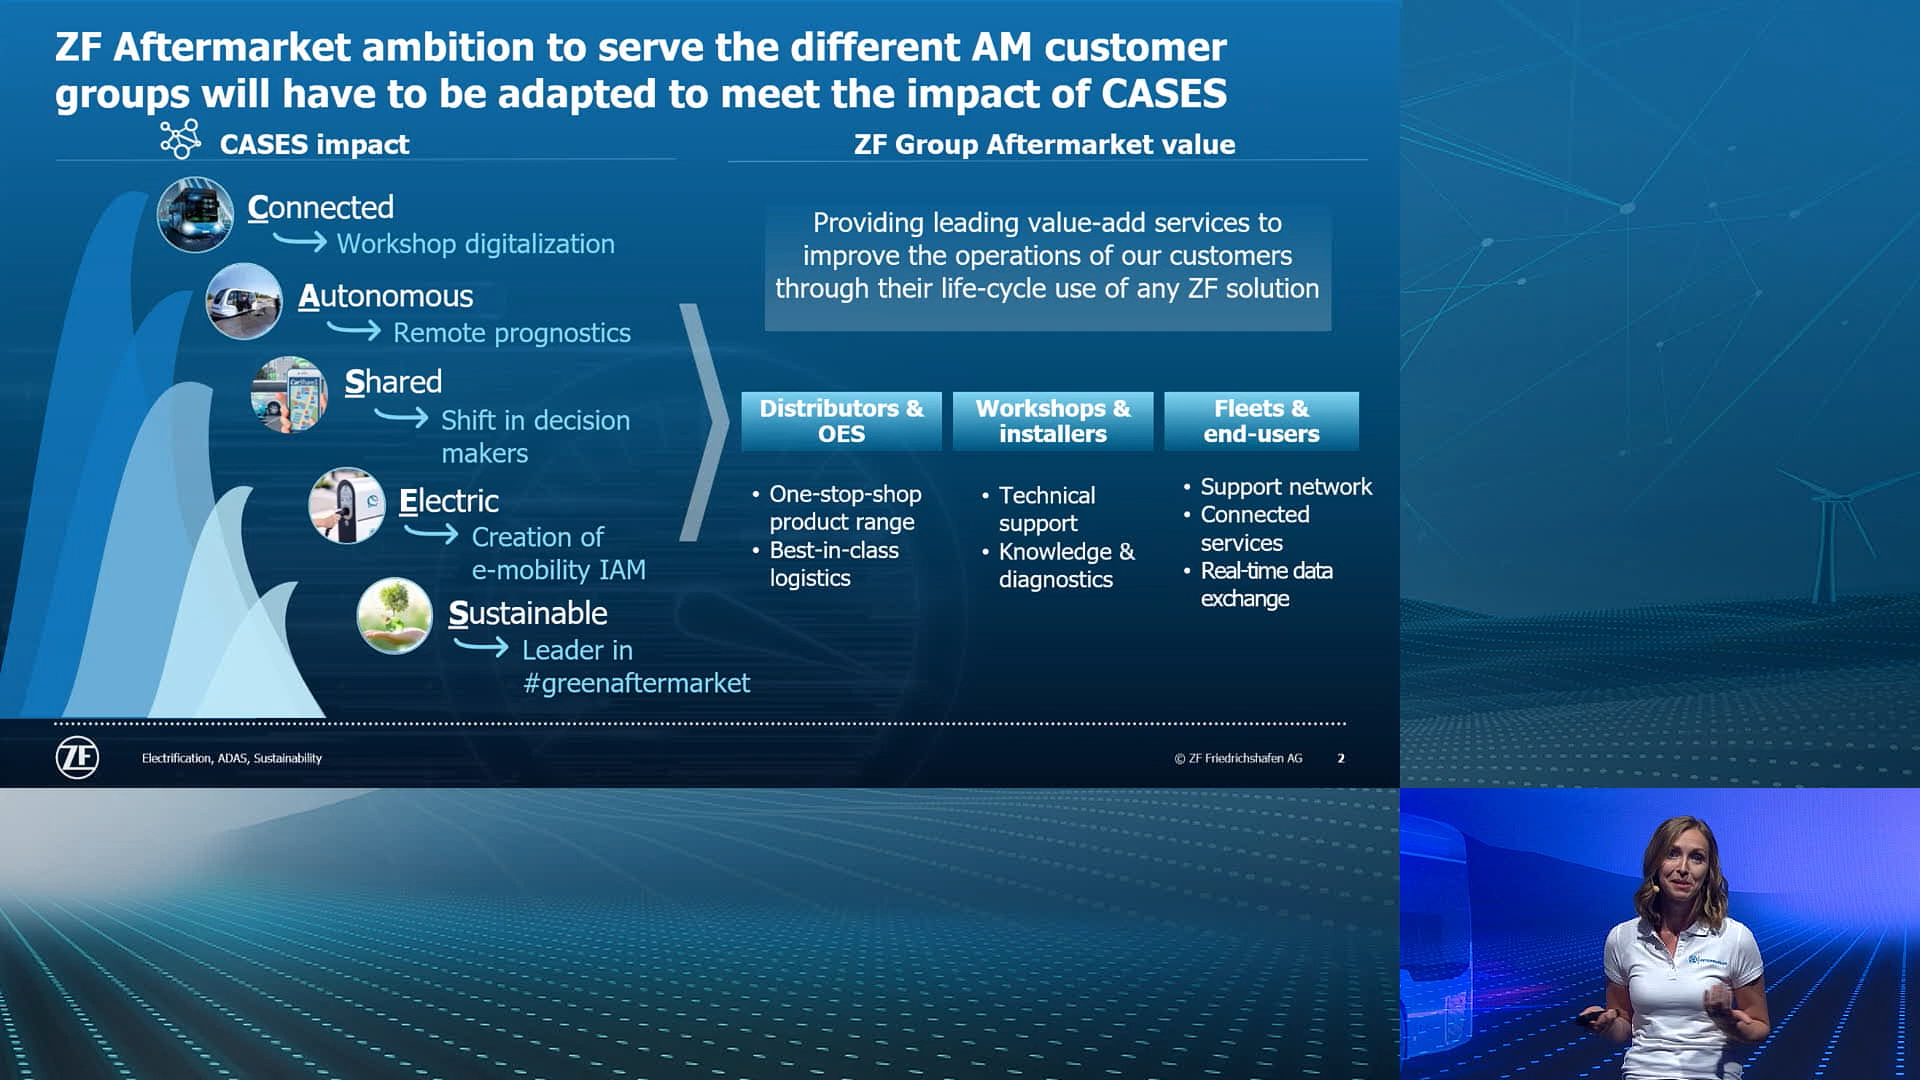 ZF Aftermarket ambition to serve the different AM customer
groups will have to be adapted to meet the impact of CASES
CASES impact
Connected
Workshop digitalization
Autonomous
Remote prognostics
Shared
Shift in decision
makers
Electric
Creation of
e-mobility IAM
Sustainable
Leader in
#greenaftermarket
ZF Group Aftermarket value
Providing leading value-add services to
improve the operations of our customers
through their life-cycle use of any ZF solution
Distributors &
OES
• One-stop-shop
product range
• Best-in-class
logistics
Workshops &
installers
• Technical
support
• Knowledge &
diagnostics
Fleets &
end-users
• Support network
• Connected
services
• Real-time data
exchange
ZF
Electrification, ADAS, Sustainability
© ZF Friedrichshafen AG 2